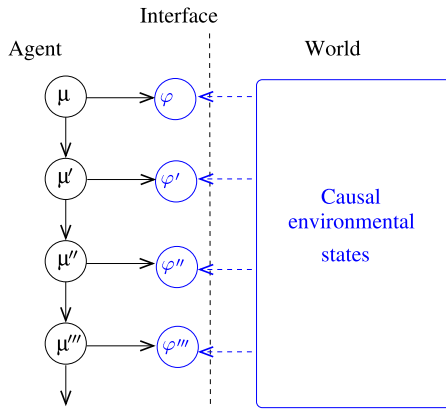 Interface
Agent
World
μ
φ
μ'
φ'
Causal
environmental
states
μ''
φ''
μ'''
φ'''